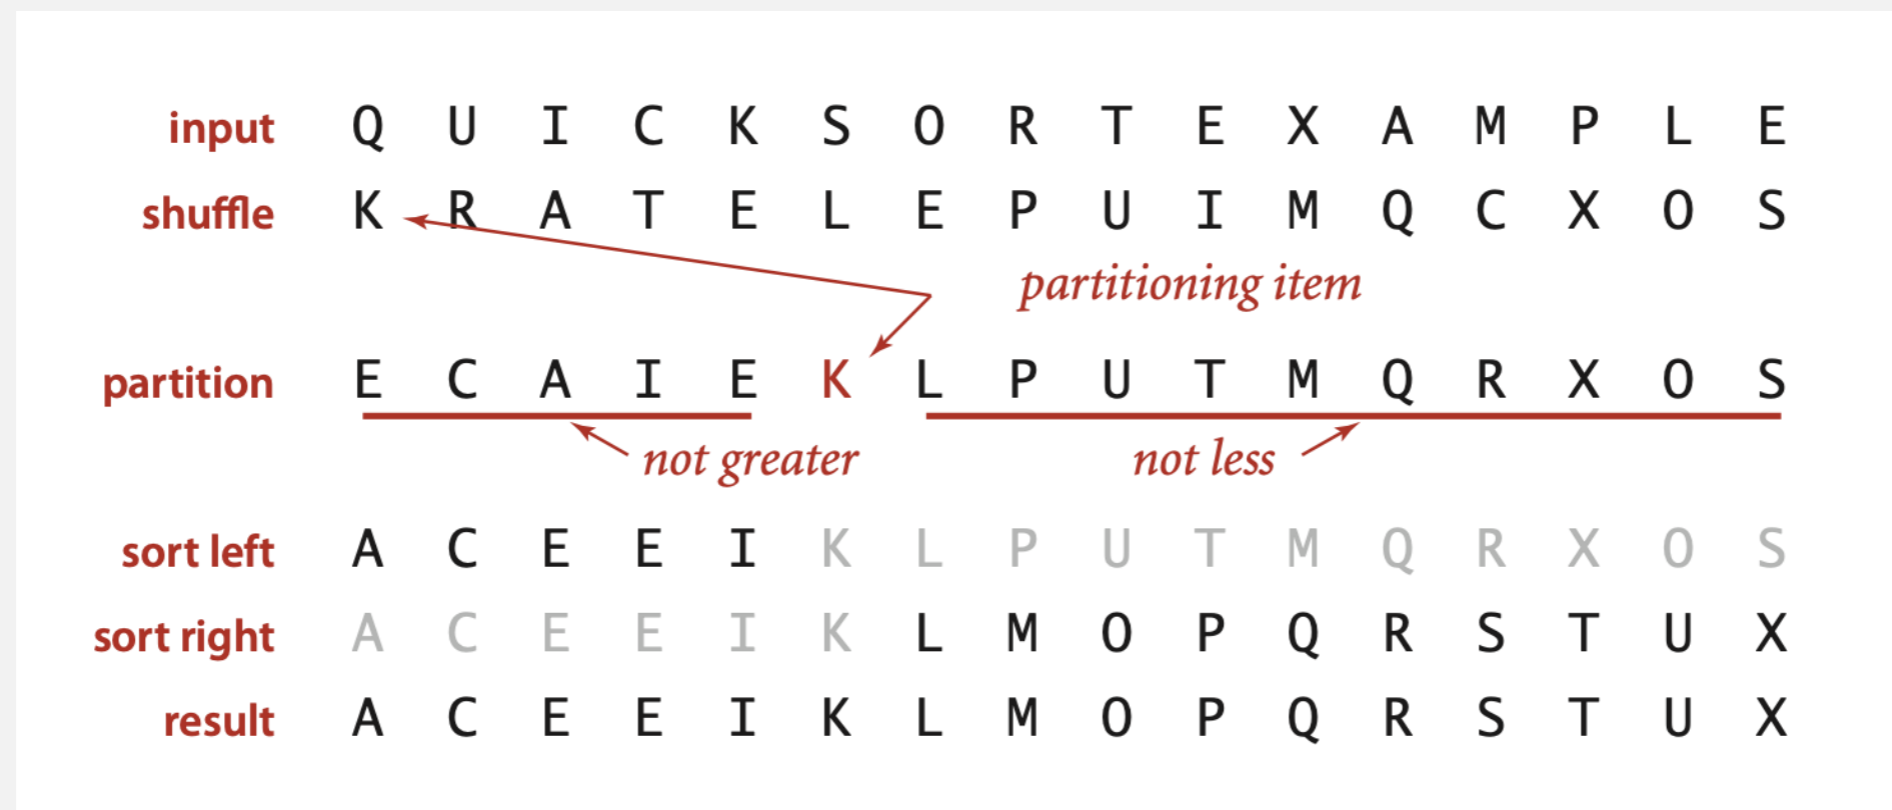 input Q U I C K S O R T E X A M P L E
shuffle K R A T E L E P U I M Q C X O S
partitioning item
partition E C A I E K L P U T M Q R X O S
not greater not less
sort left A C E E I K L P U T M Q R X O S
sort right A C E E I K L M O P Q R S T U X
result A C E E I K L M O P Q R S T U X